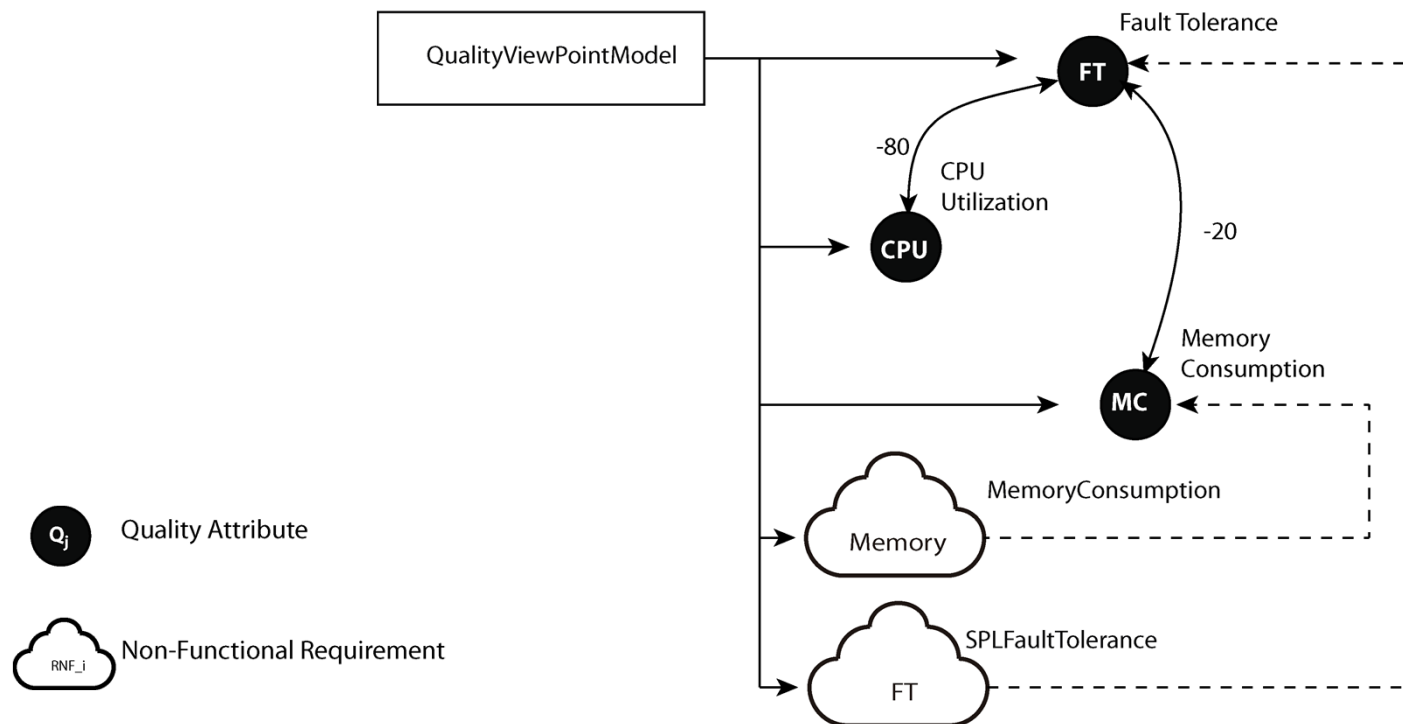 Fault Tolerance
QualityViewPointModel
FT
-80
CPU
Utilization
CPU
-20
Memory
Consumption
MC
MemoryConsumption
Qj
Quality Attribute
Memory
SPLFaultTolerance
Non-Functional Requirement
RNF_i
FT